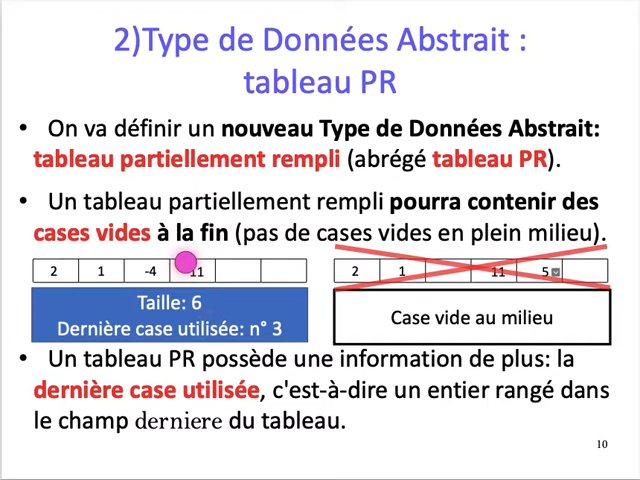 2)Type de Données Abstrait :
tableau PR
• On va définir un nouveau Type de Données Abstrait:
tableau partiellement rempli (abrégé tableau PR).
• Un tableau partiellement rempli pourra contenir des
cases vides à la fin (pas de cases vides en plein milieu).
2 1 -4 11
2 1 11 5
Taille: 6
Dernière case utilisée: n° 3
Case vide au milieu
• Un tableau PR possède une information de plus: la
dernière case utilisée, c'est-à-dire un entier rangé dans
le champ derniere du tableau.
10